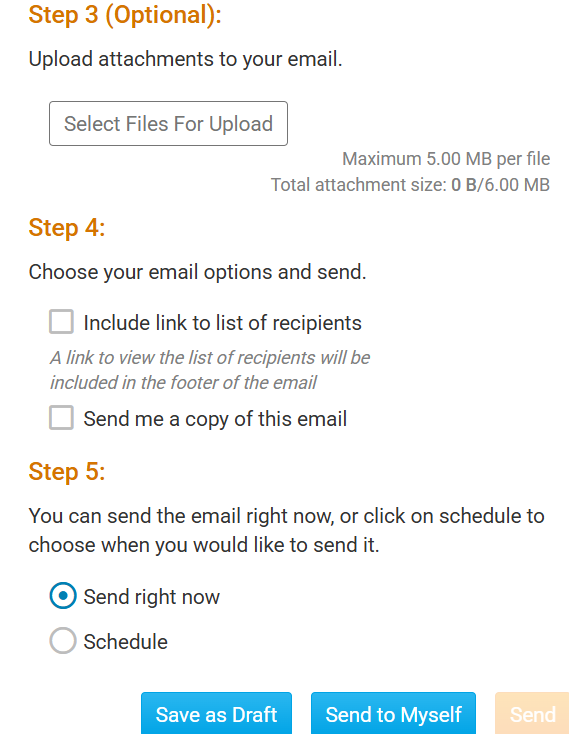 Step 3 (Optional):
Upload attachments to your email.
Select Files For Upload
Maximum 5.00 MB per file
Total attachment size: 0 B/6.00 MB
Step 4:
Choose your email options and send.
Include link to list of recipients
A link to view the list of recipients will be
included in the footer of the email
Send me a copy of this email
Step 5:
You can send the email right now, or click on schedule to
choose when you would like to send it.
Send right now
Schedule
Save as Draft
Send to Myself
Send